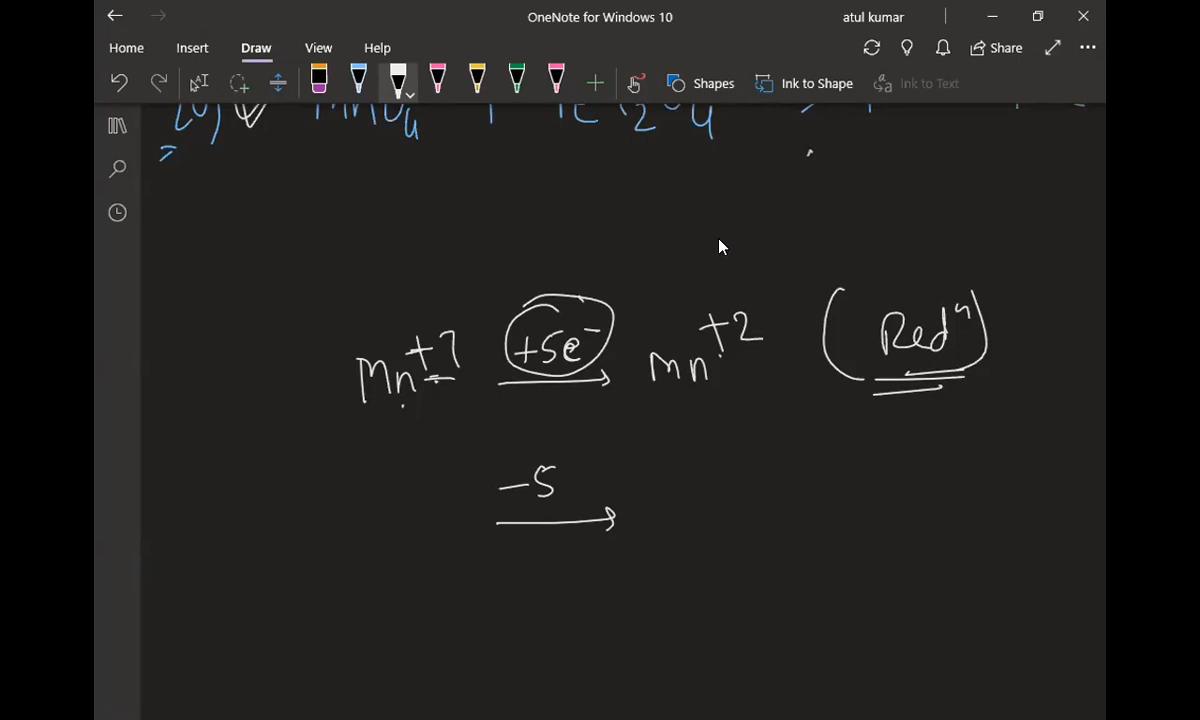 OneNote for Windows 10
atul kumar
Home Insert Draw View Help
Share
Shapes Ink to Shape Ink to Text
Mn+7 +5e- Mn+2 (Redn)
-5